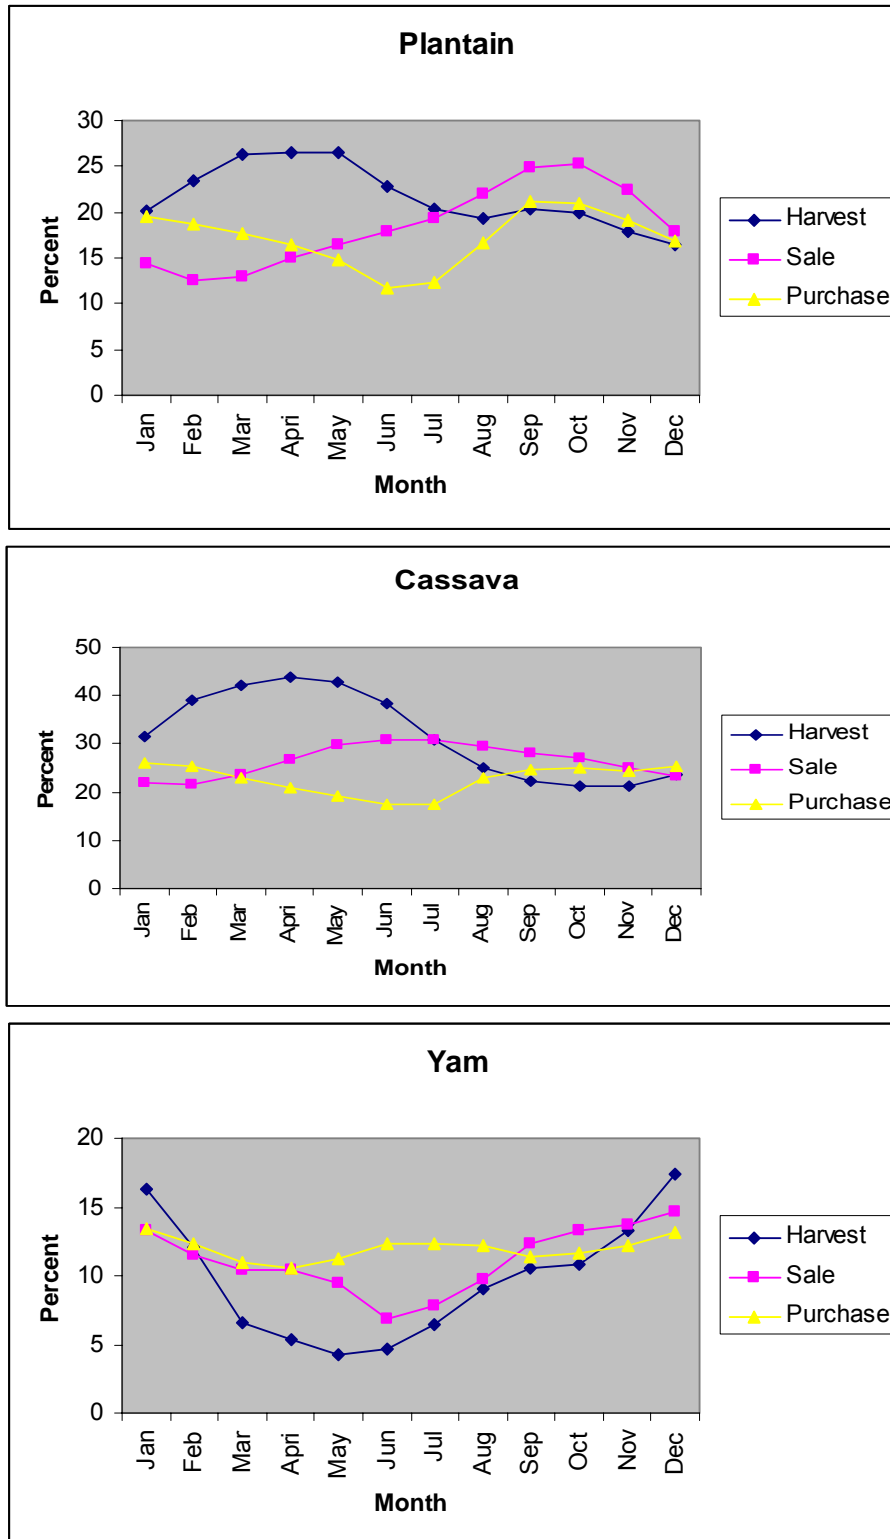 Plantain
30
25
20
15
10
5
0
Percent
Jan Feb Mar Apri May Jun Jul Aug Sep Oct Nov Dec
Month
Harvest
Sale
Purchase
Cassava
50
40
30
20
10
0
Percent
Jan Feb Mar Apri May Jun Jul Aug Sep Oct Nov Dec
Month
Harvest
Sale
Purchase
Yam
20
15
10
5
0
Percent
Jan Feb Mar Apri May Jun Jul Aug Sep Oct Nov Dec
Month
Harvest
Sale
Purchase